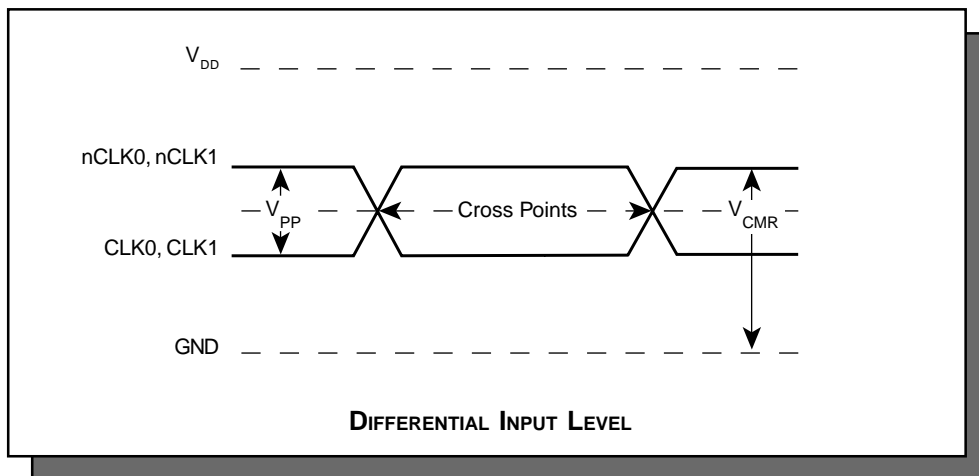 VDD
nCLK0, nCLK1
VPP
Cross Points
VCMR
CLK0, CLK1
GND
DIFFERENTIAL INPUT LEVEL